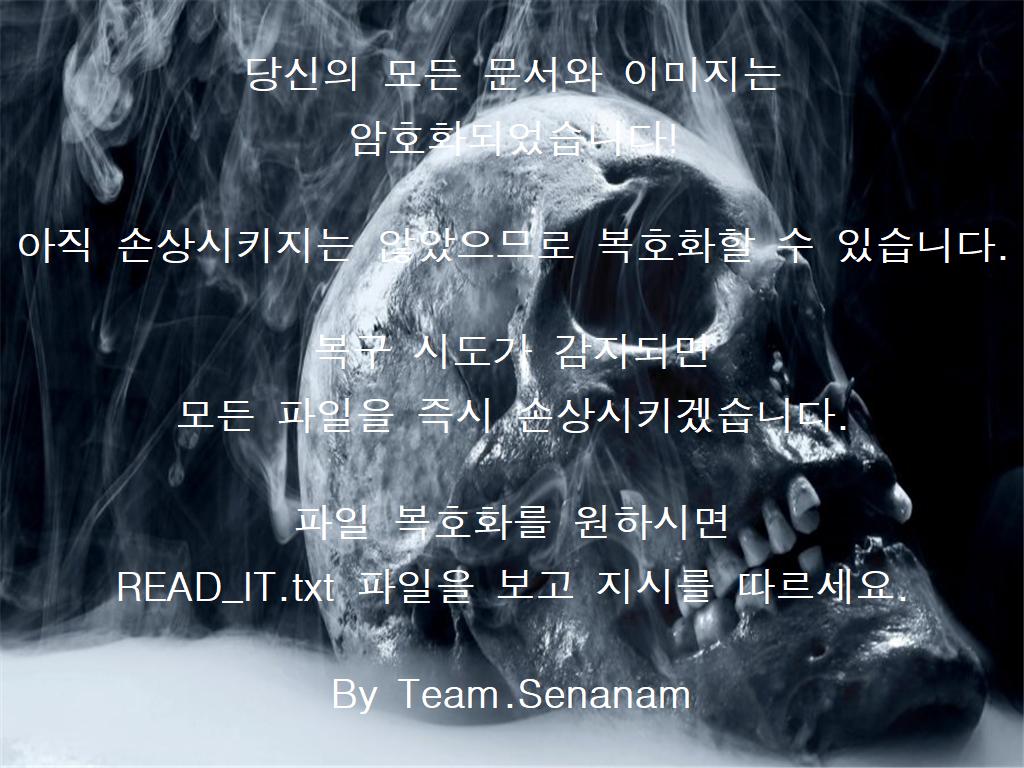 당신의 모든 문서와 이미지는
암호화되었습니다!
아직 손상시키지는 않았으므로 복호화할 수 있습니다.
복구 시도가 감지되면
모든 파일을 즉시 손상시키겠습니다.
파일 복호화를 원하시면
READ_IT.txt 파일을 보고 지시를 따르세요.
By Team.Senanam